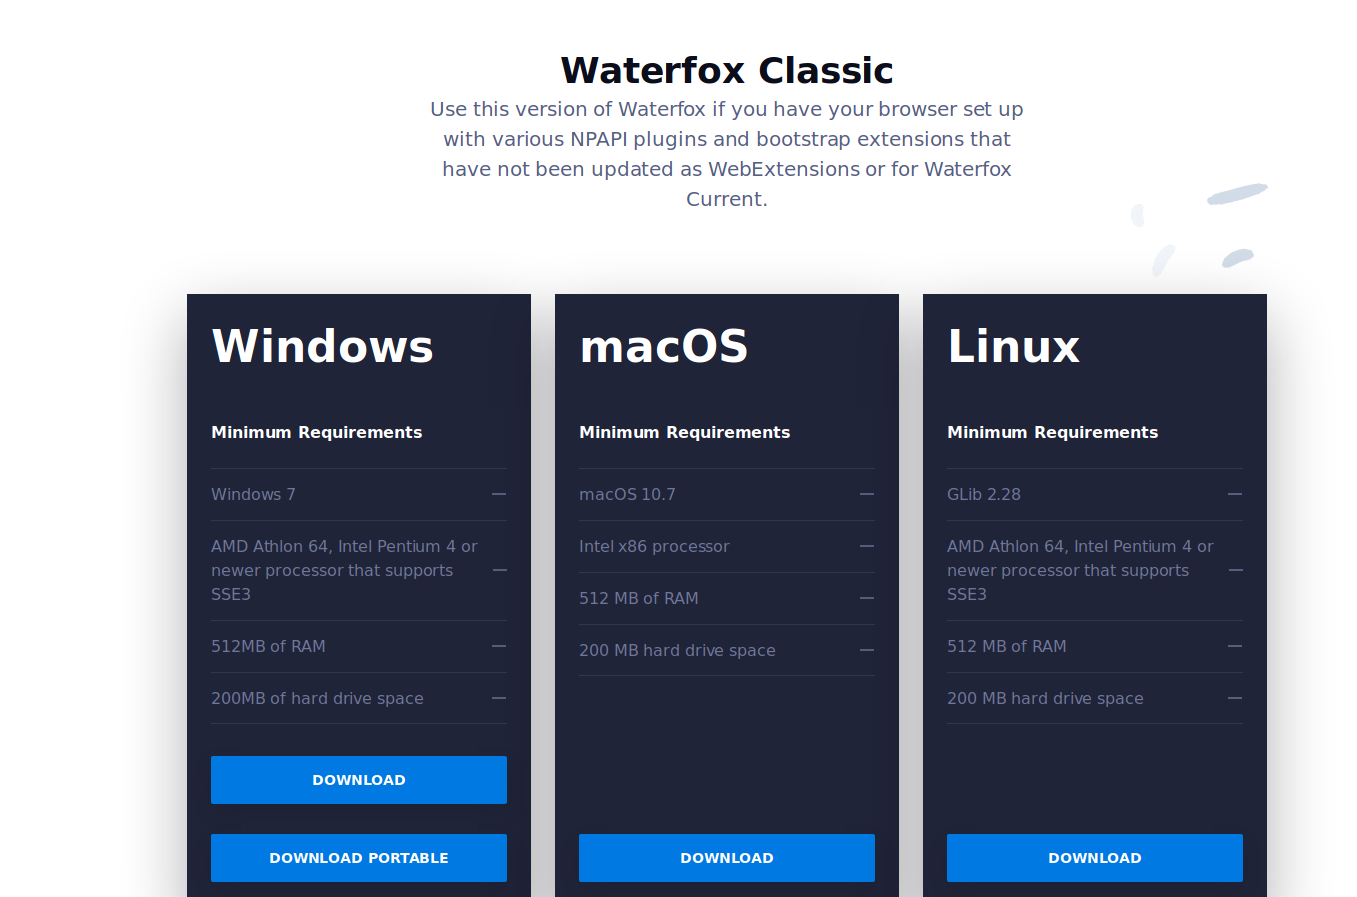 Waterfox Classic
Use this version of Waterfox if you have your browser set up
with various NPAPI plugins and bootstrap extensions that
have not been updated as WebExtensions or for Waterfox
Current.
Windows
Minimum Requirements
Windows 7
AMD Athlon 64, Intel Pentium 4 or
newer processor that supports
SSE3
512MB of RAM
200MB of hard drive space
DOWNLOAD
DOWNLOAD PORTABLE
macOS
Minimum Requirements
macOS 10.7
Intel x86 processor
512 MB of RAM
200 MB hard drive space
DOWNLOAD
Linux
Minimum Requirements
GLib 2.28
AMD Athlon 64, Intel Pentium 4 or
newer processor that supports
SSE3
512 MB of RAM
200 MB hard drive space
DOWNLOAD